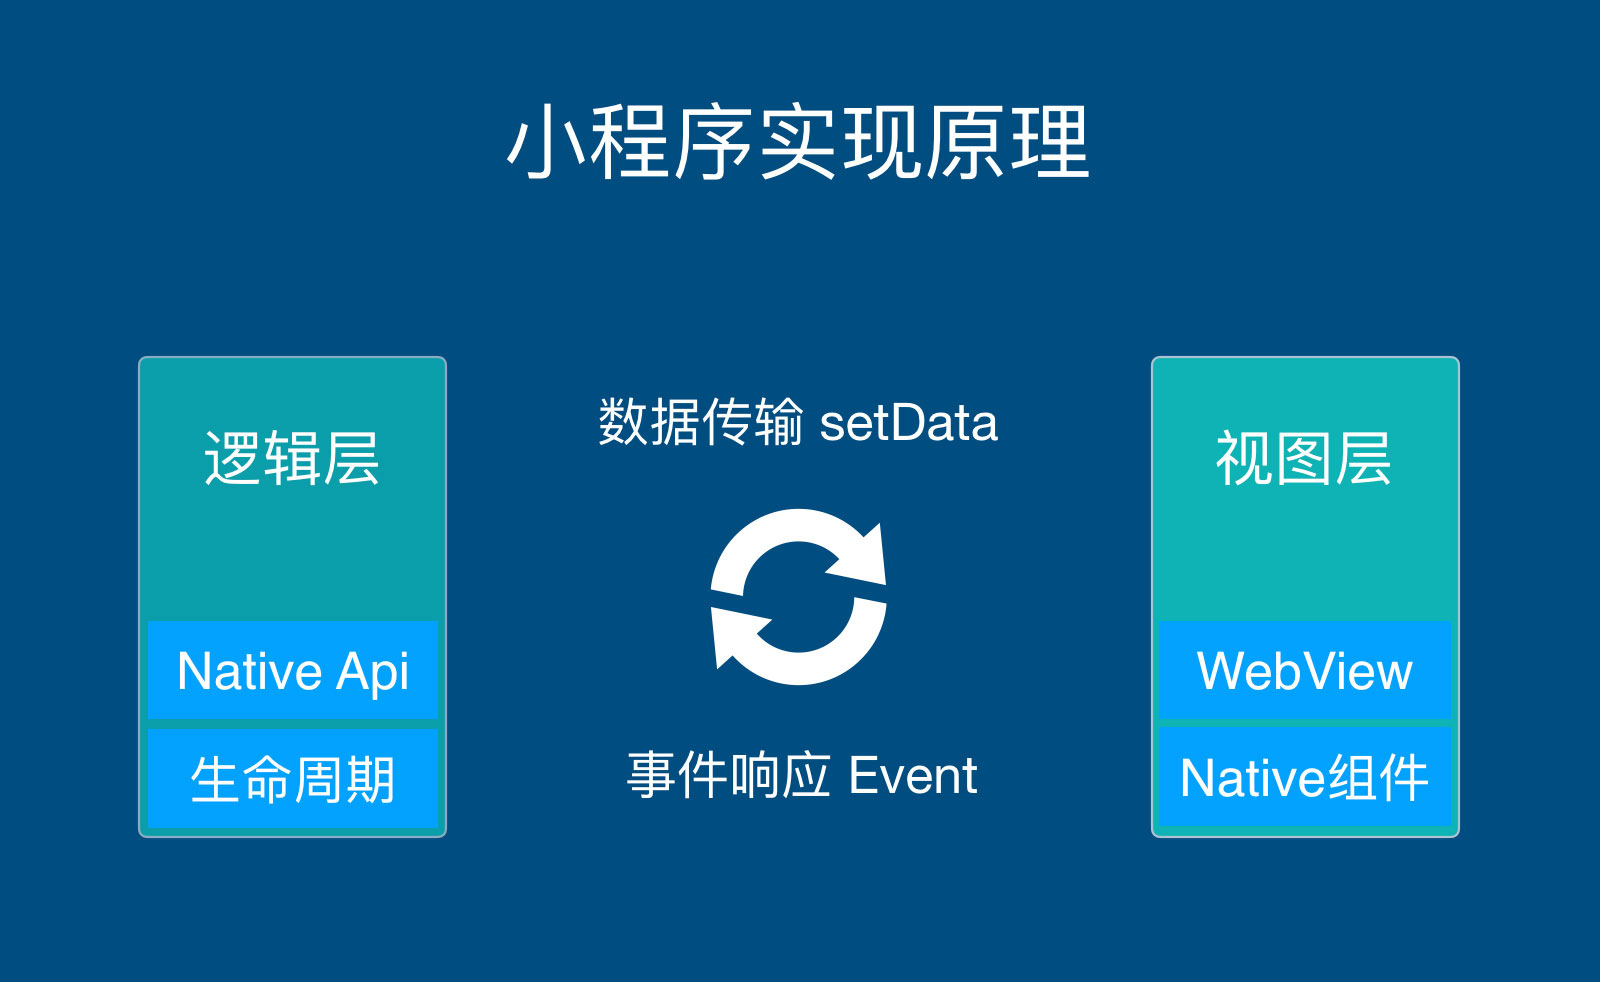 小程序实现原理
逻辑层
Native Api
生命周期
数据传输 setData
事件响应 Event
视图层
WebView
Native组件